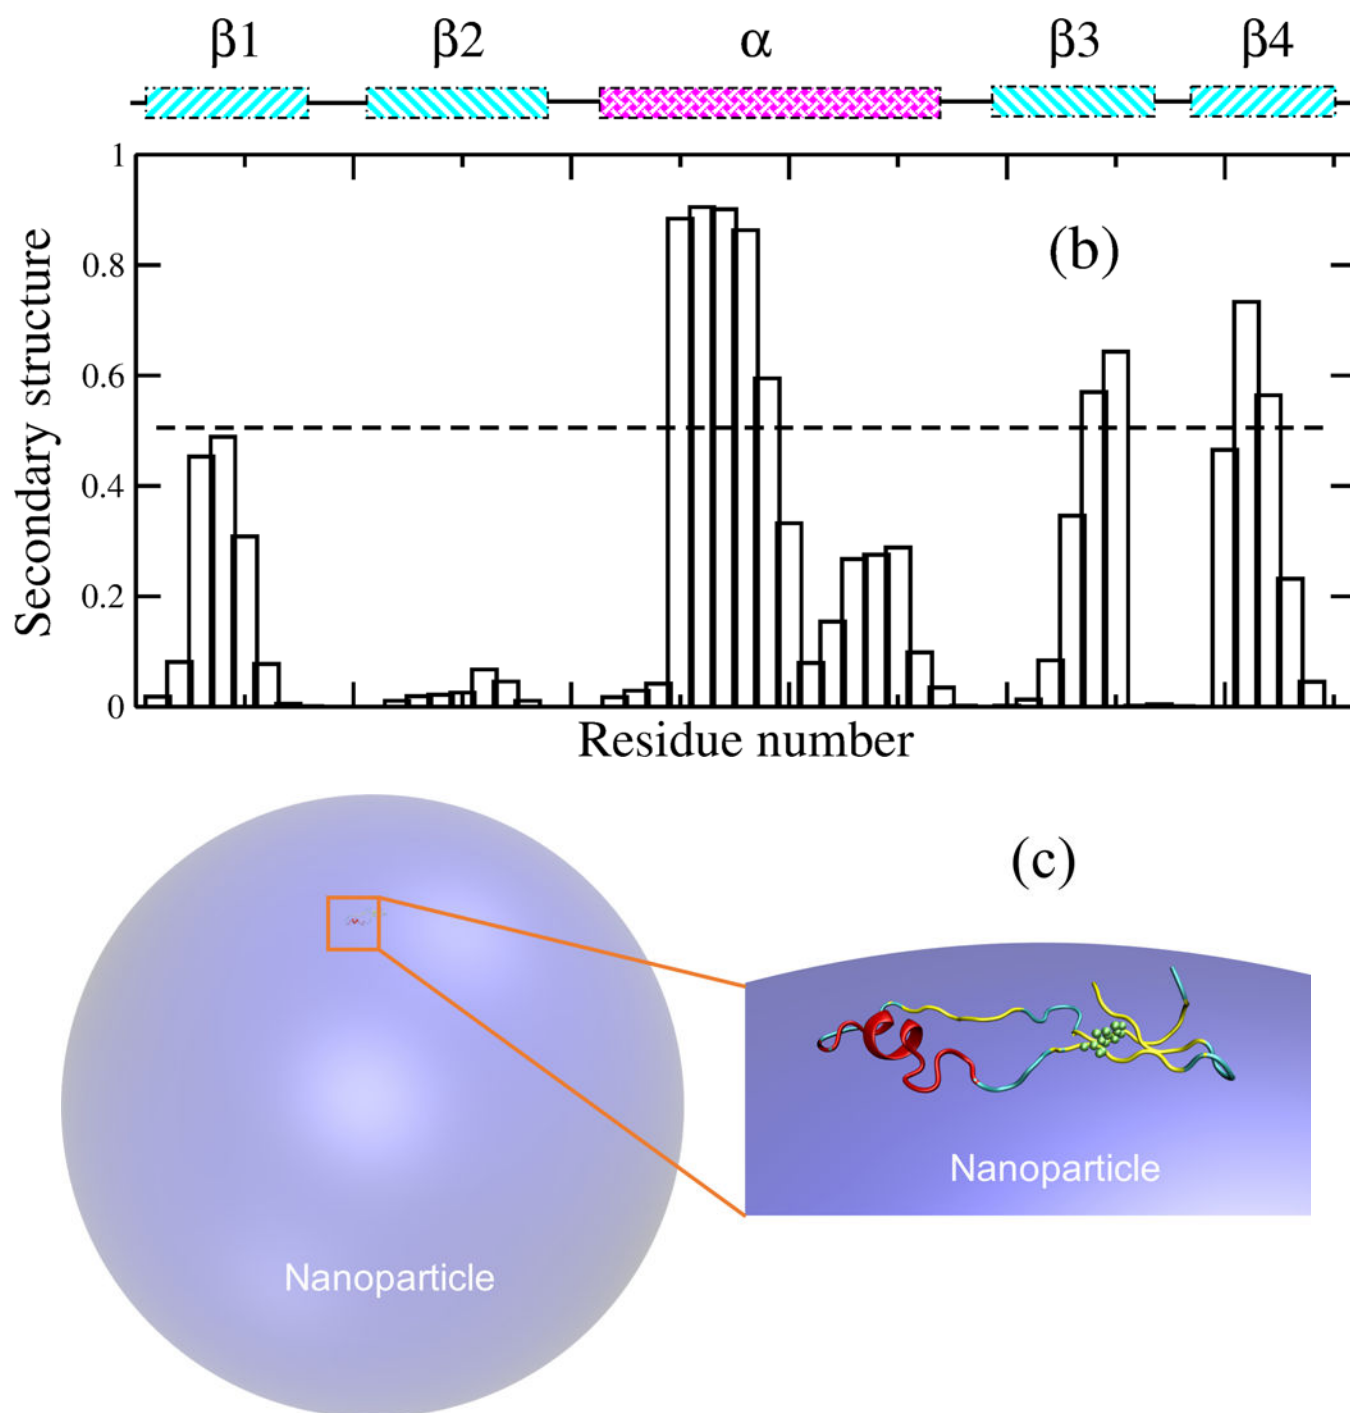 β1 β2 α β3 β4
1
(b)
0.8
0.6
0.4
0.2
0
Secondary structure
Residue number
(c)
Nanoparticle
Nanoparticle